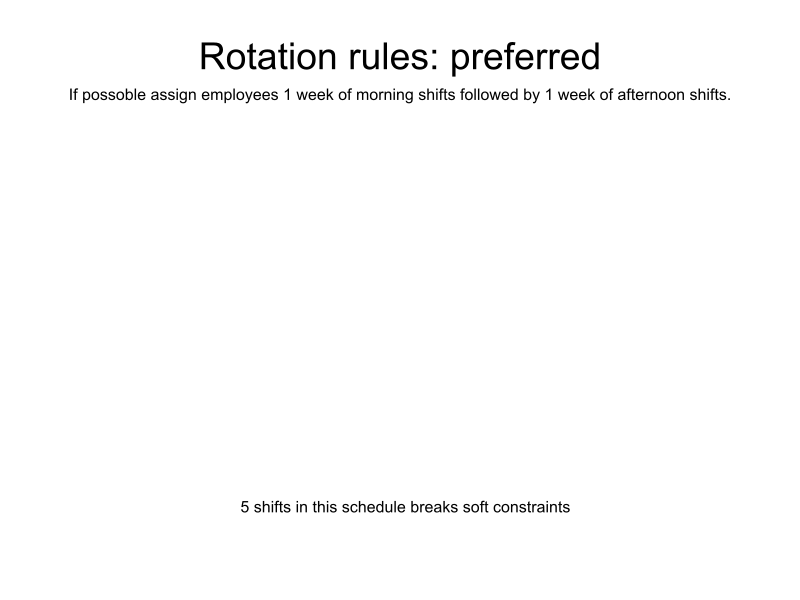 Rotation rules: preferred
If possoble assign employees 1 week of morning shifts followed by 1 week of afternoon shifts.
5 shifts in this schedule breaks soft constraints